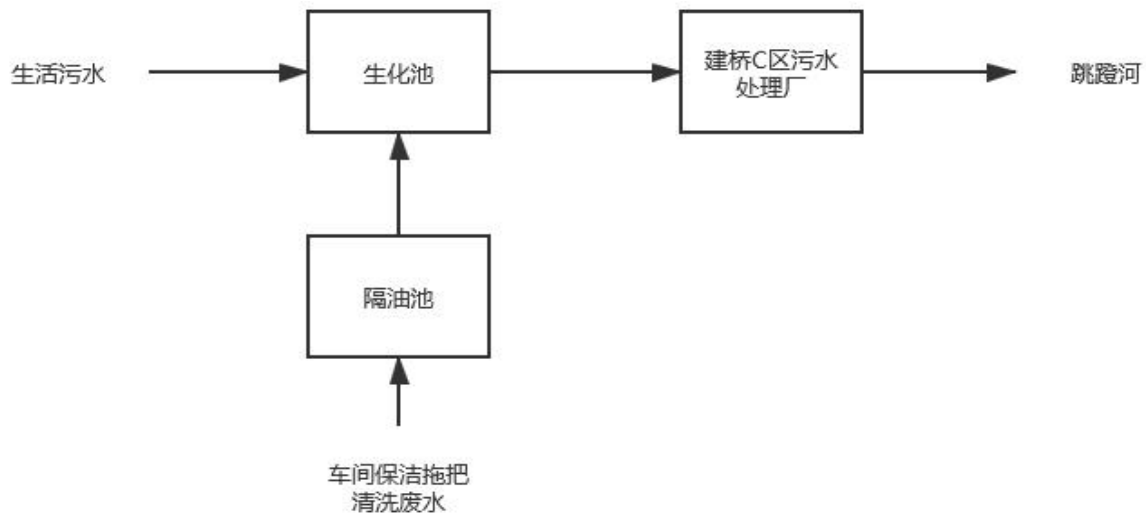 生活污水
生化池
建桥C区污水
处理厂
跳蹬河
隔油池
车间保洁拖把
清洗废水